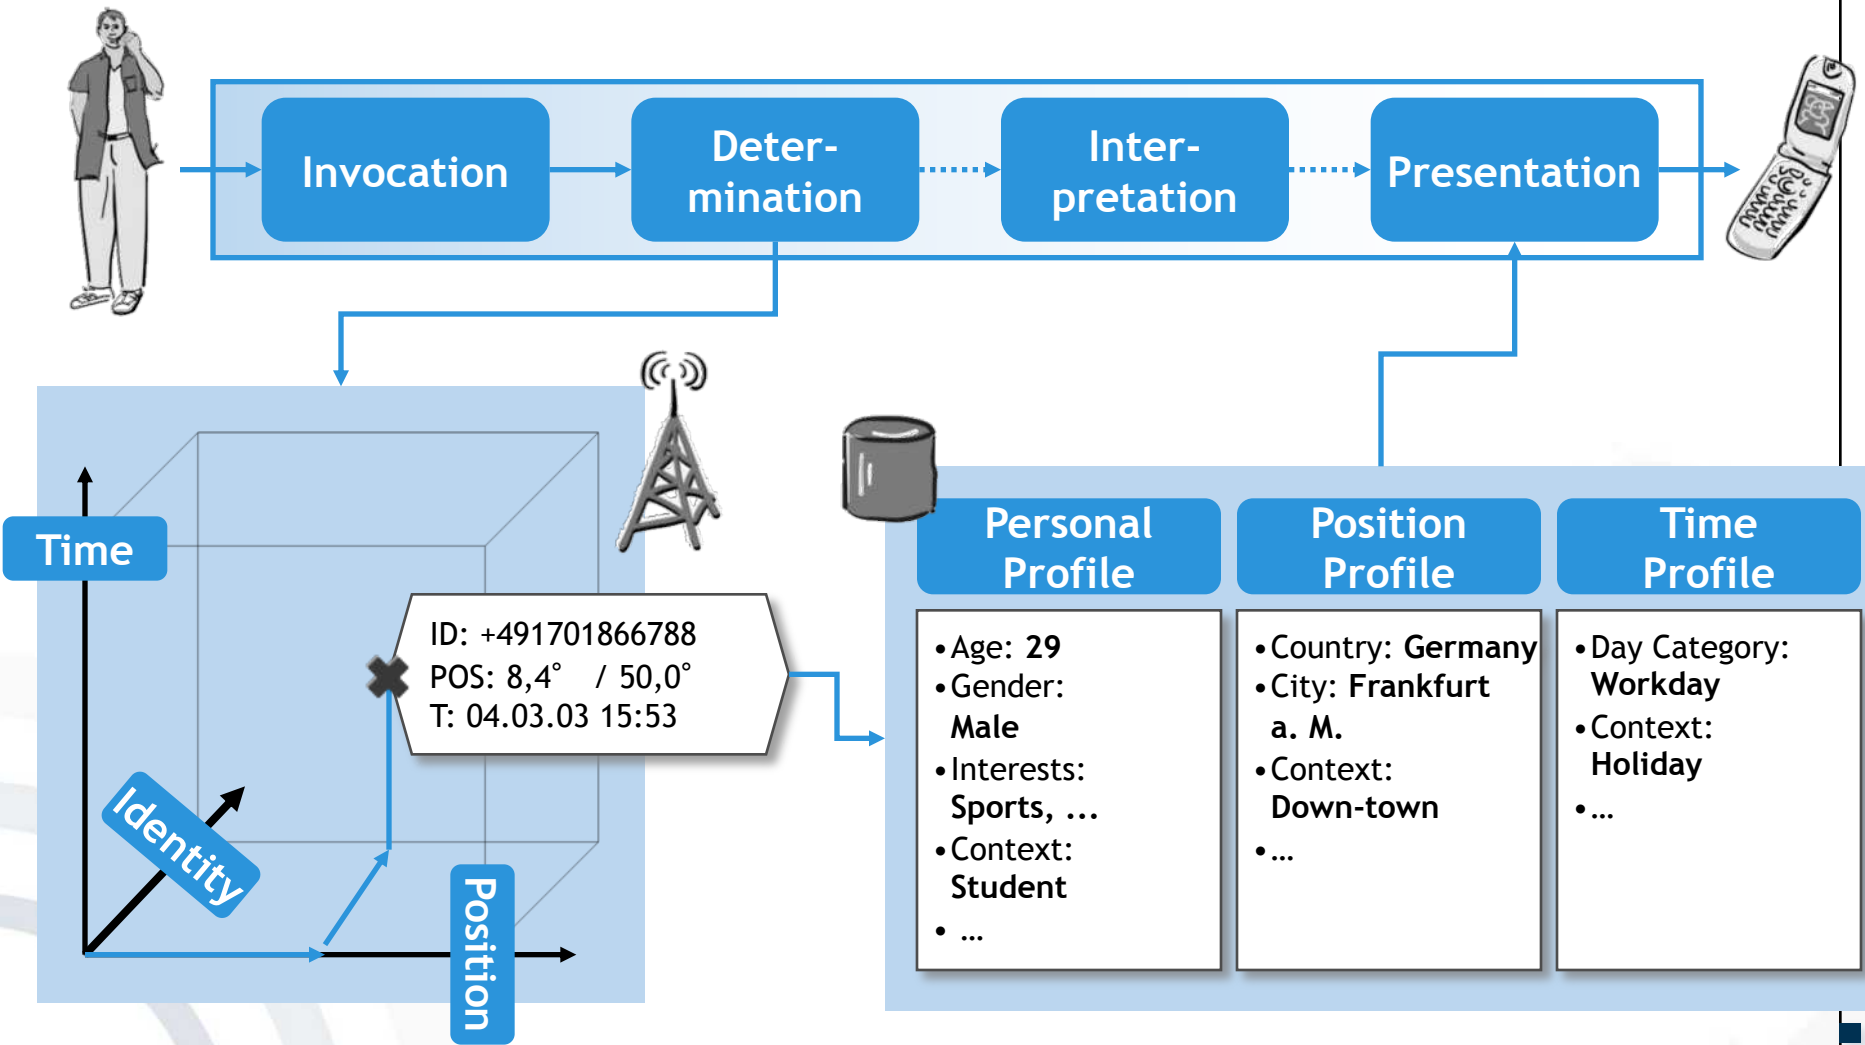 Invocation
Deter-
mination
Inter-
pretation
Presentation
Time
Identity
Position
ID: +491701866788
POS: 8,4° / 50,0°
T: 04.03.03 15:53
Personal
Profile
•Age: 29
•Gender:
Male
•Interests:
Sports, ...
•Context:
Student
• …
Position
Profile
•Country: Germany
•City: Frankfurt
a. M.
•Context:
Down-town
•…
Time
Profile
•Day Category:
Workday
•Context:
Holiday
•…